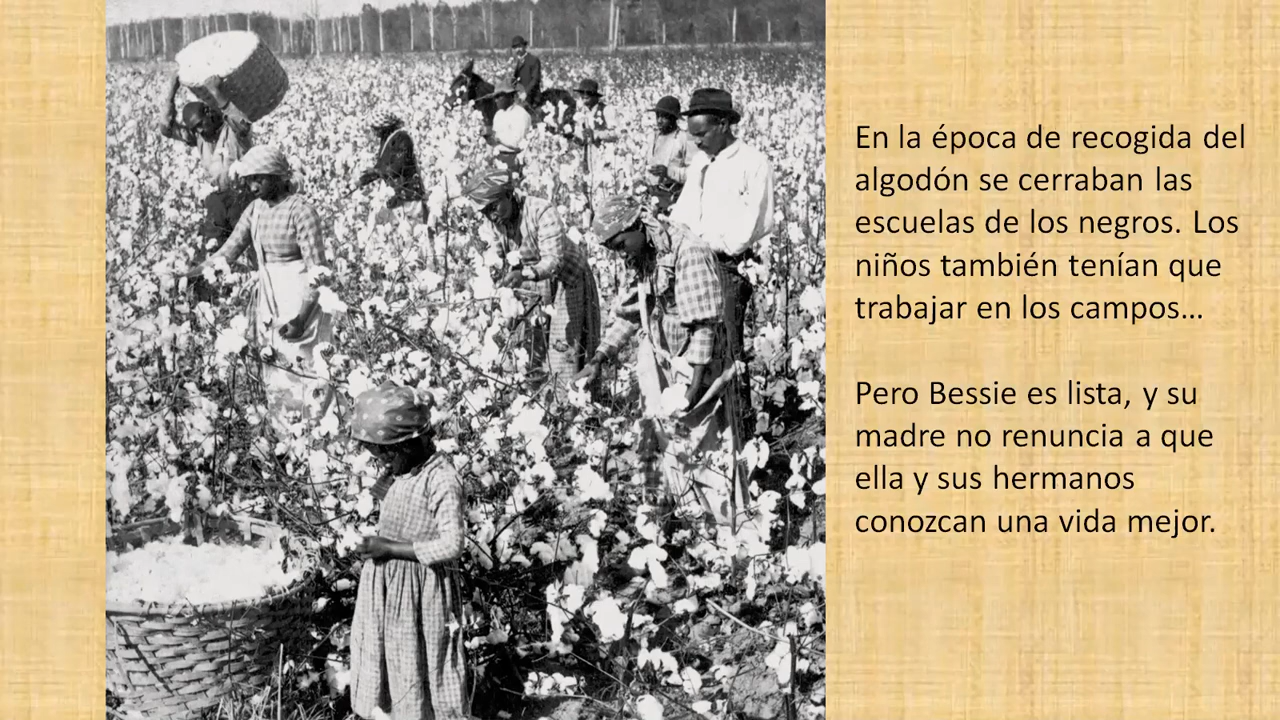 En la época de recogida del
algodón se cerraban las
escuelas de los negros. Los
niños también tenían que
trabajar en los campos...
Pero Bessie es lista, y su
madre no renuncia a que
ella y sus hermanos
conozcan una vida mejor.